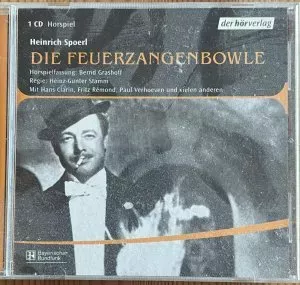 1 CD Hörspiel
der hörverlag
Heinrich Spoerl
DIE FEUERZANGENBOWLE
Hörspielfassung: Bernd Grashoff
Regie: Heinz-Günter Stamm
Mit Hans Clarin, Fritz Rémond, Paul Verhoeven und vielen anderen
Bayerischer
Rundfunk